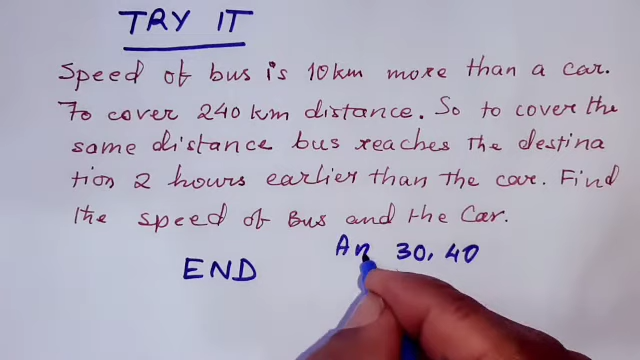 TRY IT
Speed of bus is 10km more than a car.
To cover 240 km distance. So to cover the
same distance bus reaches the destina
tion 2 hours earlier than the car. Find
the speed of Bus and the Car.
An 30, 40
END